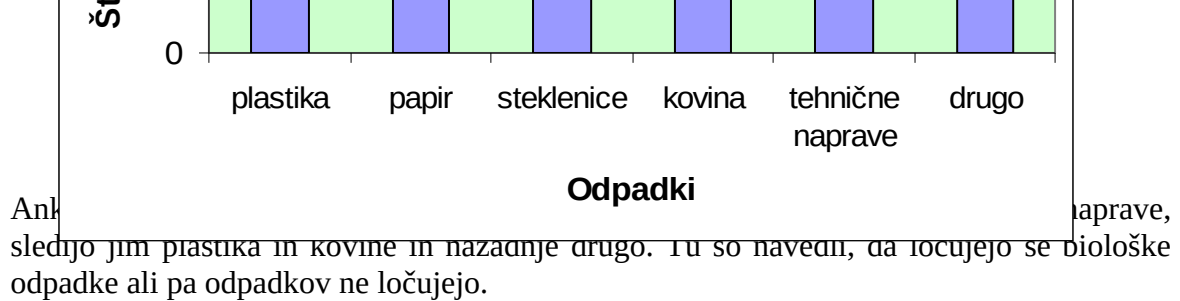 Št
0
plastika papir steklenice kovina tehnične naprave drugo
Odpadki
Ank naprave,
sledijo jim plastika in kovine in nazadnje drugo. Tu so navedli, da ločujejo še biološke
odpadke ali pa odpadkov ne ločujejo.